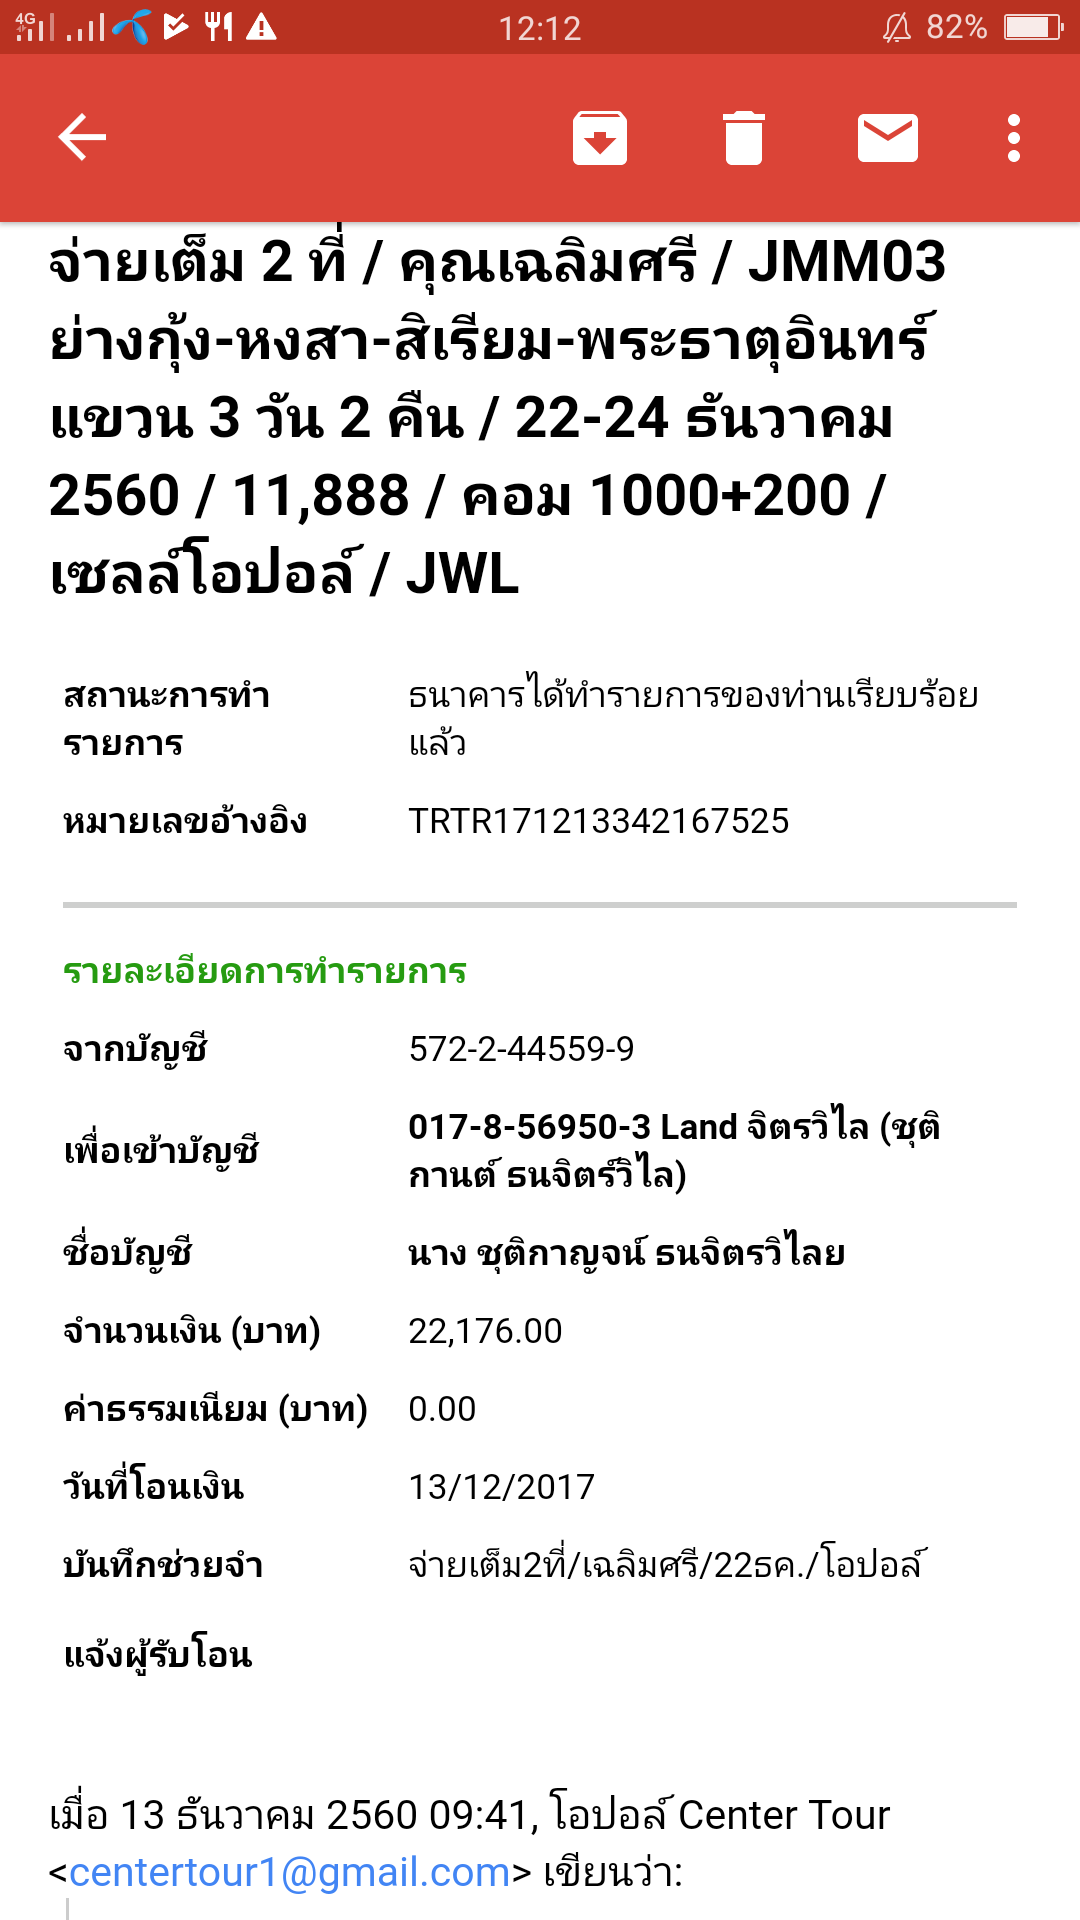 4G 12:12 82%
จ่ายเต็ม 2 ที่ / คุณเฉลิมศรี / JMM03
ย่างกุ้ง-หงสา-สิเรียม-พระธาตุอินทร์
แขวน 3 วัน 2 คืน / 22-24 ธันวาคม
2560 / 11,888 / คอม 1000+200 /
เซลล์โอปอล์ / JWL
สถานะการทำ
รายการ
ธนาคารได้ทำรายการของท่านเรียบร้อย
แล้ว
หมายเลขอ้างอิง TRTR171213342167525
รายละเอียดการทำรายการ
จากบัญชี 572-2-44559-9
เพื่อเข้าบัญชี
017-8-56950-3 Land จิตรวิไล (ชุติ
กานต์ ธนจิตร์วิไล)
ชื่อบัญชี นาง ชุติกาญจน์ ธนจิตรวิไลย
จำนวนเงิน (บาท) 22,176.00
ค่าธรรมเนียม (บาท) 0.00
วันที่โอนเงิน 13/12/2017
บันทึกช่วยจำ จ่ายเต็ม2ที่/เฉลิมศรี/22ธค./โอปอล์
แจ้งผู้รับโอน
เมื่อ 13 ธันวาคม 2560 09:41, โอปอล์ Center Tour
<centertour1@gmail.com> เขียนว่า: